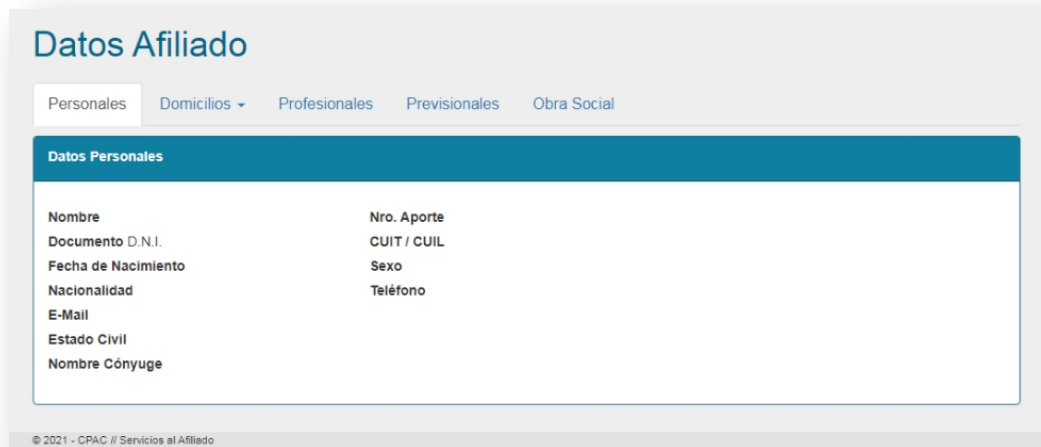 Datos Afiliado
Personales Domicilios Profesionales Previsionales Obra Social
Datos Personales
Nombre Nro. Aporte
Documento D.N.I. CUIT / CUIL
Fecha de Nacimiento Sexo
Nacionalidad Teléfono
E-Mail
Estado Civil
Nombre Cónyuge
© 2021 - CPAC // Servicios al Afiliado